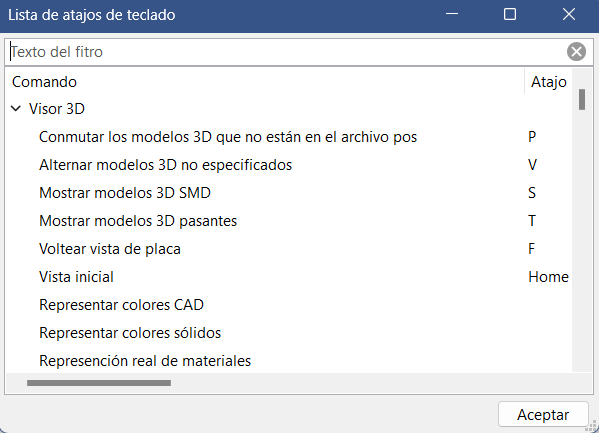 Lista de atajos de teclado
Texto del fitro
Comando Atajo
Visor 3D
Conmutar los modelos 3D que no están en el archivo pos P
Alternar modelos 3D no especificados V
Mostrar modelos 3D SMD S
Mostrar modelos 3D pasantes T
Voltear vista de placa F
Vista inicial Home
Representar colores CAD
Representar colores sólidos
Represención real de materiales
Aceptar